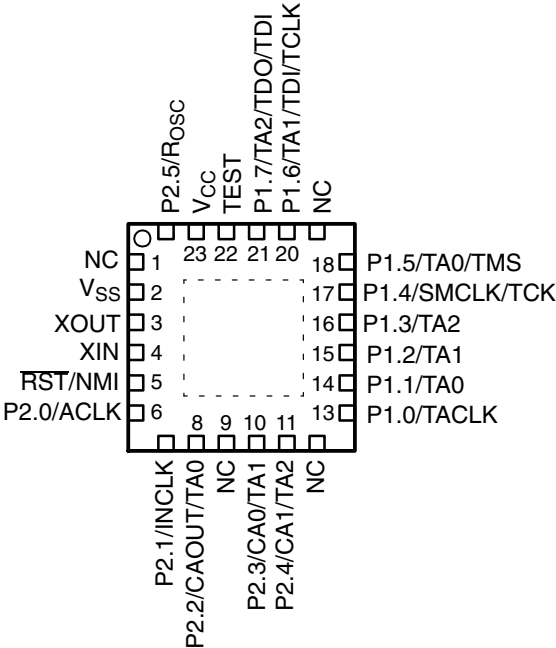 P2.5/ROSC
VCC
TEST
P1.7/TA2/TDO/TDI
P1.6/TA1/TDI/TCLK
NC
23 22 21 20
NC 1
VSS 2
XOUT 3
XIN 4
RST/NMI 5
P2.0/ACLK 6
18 P1.5/TA0/TMS
17 P1.4/SMCLK/TCK
16 P1.3/TA2
15 P1.2/TA1
14 P1.1/TA0
13 P1.0/TACLK
8 9 10 11
P2.1/INCLK
P2.2/CAOUT/TA0
NC
P2.3/CA0/TA1
P2.4/CA1/TA2
NC